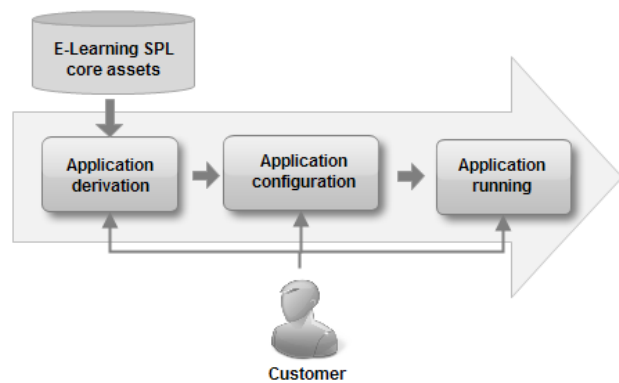 E-Learning SPL
core assets
Application
derivation
Application
configuration
Application
running
Customer